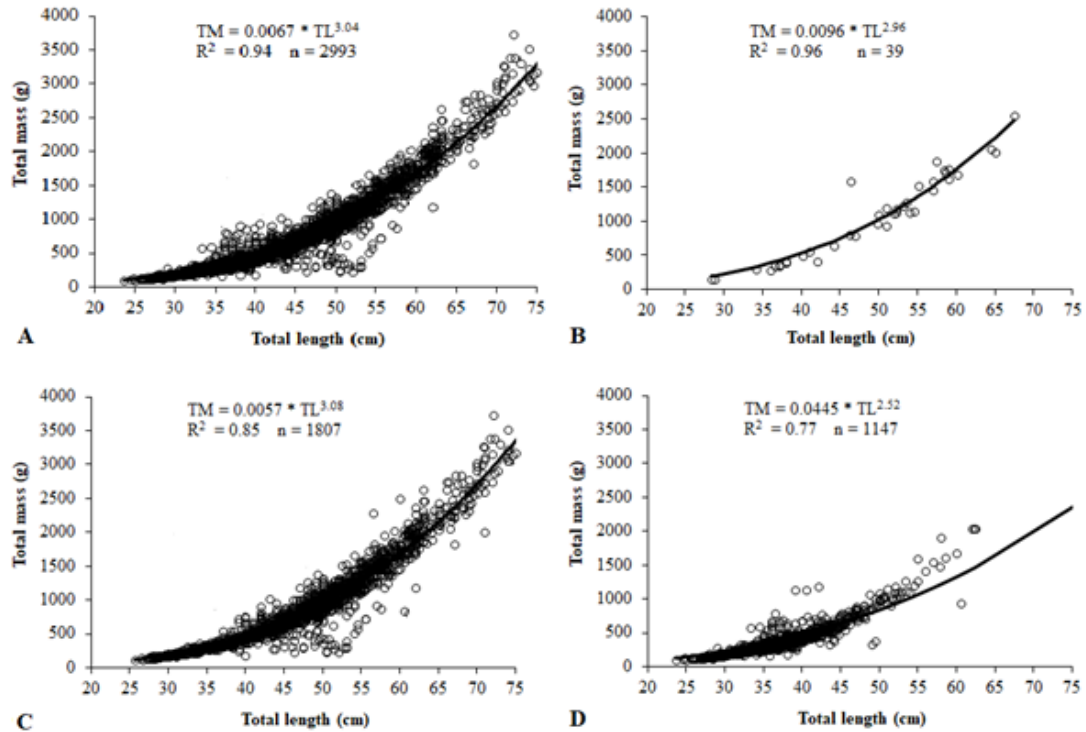 TM = 0.0067 * TL^3.04
R² = 0.94 n = 2993
4000
3500
3000
2500
2000
1500
1000
500
0
Total mass (g)
20 25 30 35 40 45 50 55 60 65 70 75
Total length (cm)
A
TM = 0.0096 * TL^2.96
R² = 0.96 n = 39
4000
3500
3000
2500
2000
1500
1000
500
0
Total mass (g)
20 25 30 35 40 45 50 55 60 65 70 75
Total length (cm)
B
TM = 0.0057 * TL^3.08
R² = 0.85 n = 1807
4000
3500
3000
2500
2000
1500
1000
500
0
Total mass (g)
20 25 30 35 40 45 50 55 60 65 70 75
Total length (cm)
C
TM = 0.0445 * TL^2.52
R² = 0.77 n = 1147
4000
3500
3000
2500
2000
1500
1000
500
0
Total mass (g)
20 25 30 35 40 45 50 55 60 65 70 75
Total length (cm)
D